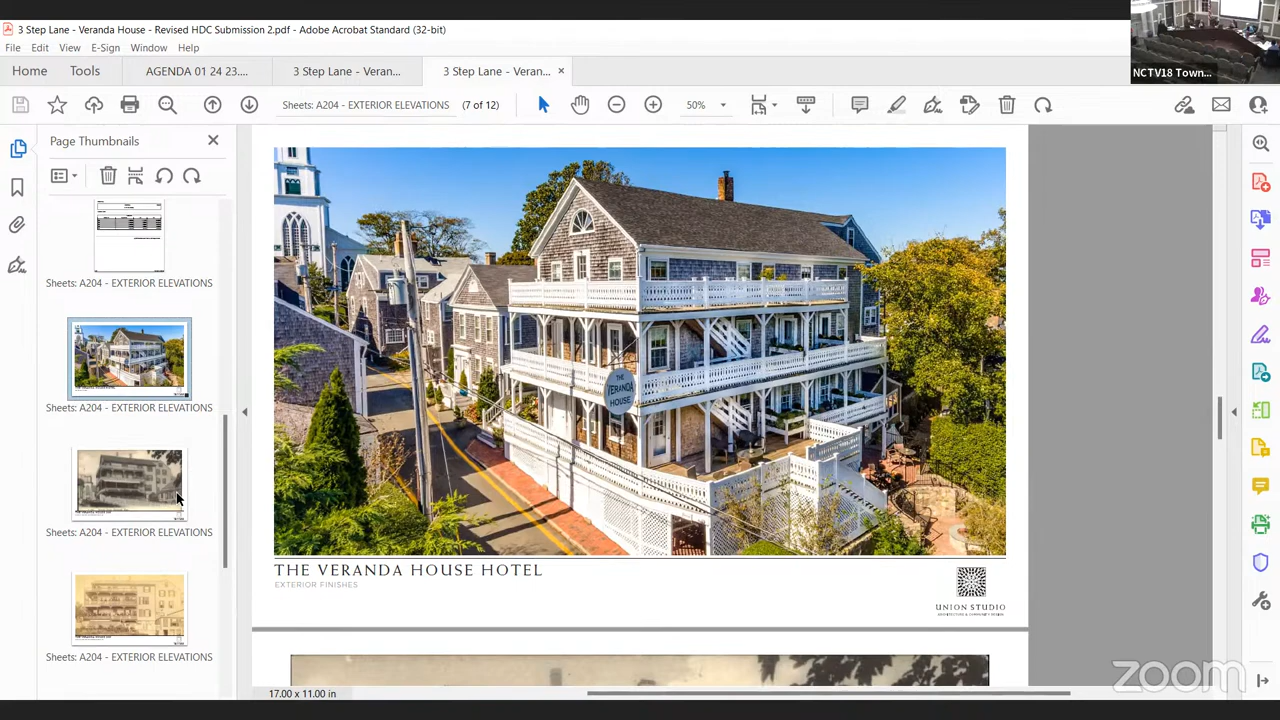 3 Step Lane - Veranda House - Revised HDC Submission 2.pdf - Adobe Acrobat Standard (32-bit)
File Edit View E-Sign Window Help
NCTV18 Town...
Home Tools AGENDA 01 24 23.... 3 Step Lane - Veran... 3 Step Lane - Veran...
Sheets: A204 - EXTERIOR ELEVATIONS (7 of 12) 50%
Page Thumbnails
Sheets: A204 - EXTERIOR ELEVATIONS
Sheets: A204 - EXTERIOR ELEVATIONS
Sheets: A204 - EXTERIOR ELEVATIONS
Sheets: A204 - EXTERIOR ELEVATIONS
THE
VERANDA
HOUSE
THE VERANDA HOUSE HOTEL
EXTERIOR FINISHES
UNION STUDIO
17.00 x 11.00 in
zoom